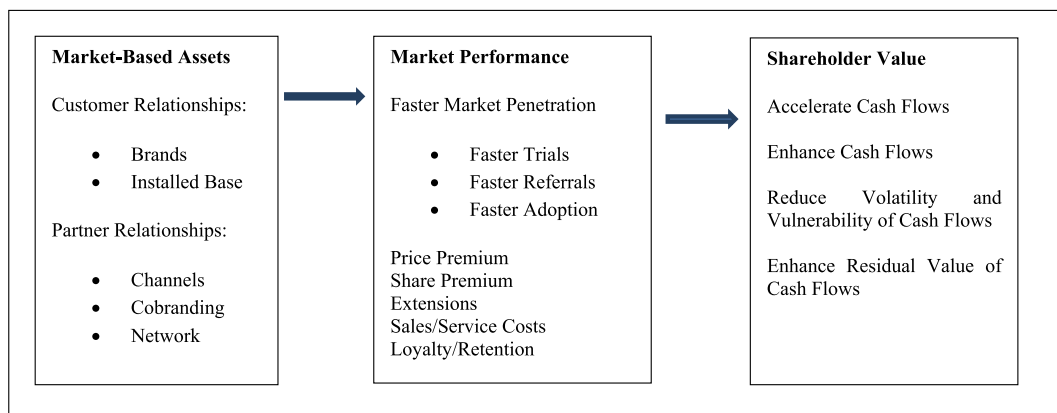 Market-Based Assets
Customer Relationships:
• Brands
• Installed Base
Partner Relationships:
• Channels
• Cobranding
• Network
Market Performance
Faster Market Penetration
• Faster Trials
• Faster Referrals
• Faster Adoption
Price Premium
Share Premium
Extensions
Sales/Service Costs
Loyalty/Retention
Shareholder Value
Accelerate Cash Flows
Enhance Cash Flows
Reduce Volatility and
Vulnerability of Cash Flows
Enhance Residual Value of
Cash Flows